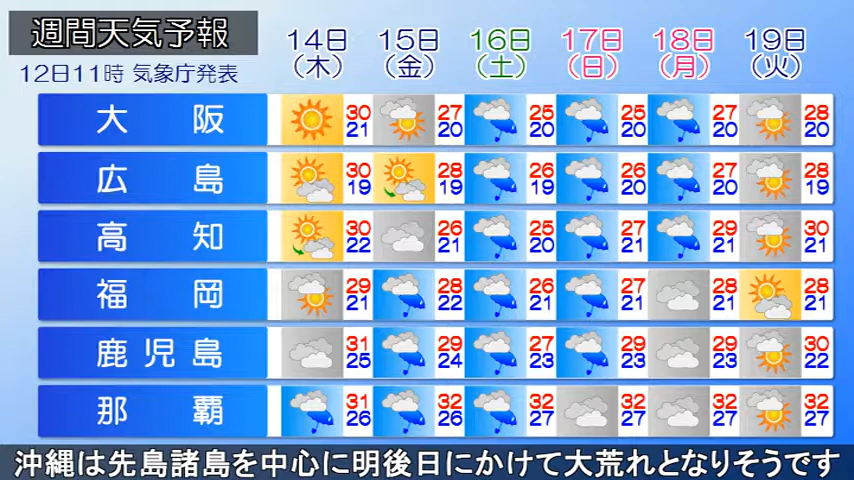 週間天気予報
12日11時 気象庁発表
14日 15日 16日 17日 18日 19日
(木) (金) (土) (日) (月) (火)
大阪 30 21 27 20 25 20 25 20 27 20 28 20
広島 30 19 28 19 26 19 26 20 27 20 28 19
高知 30 22 26 21 25 20 27 21 29 21 30 21
福岡 29 21 28 22 26 21 27 21 28 21 28 21
鹿児島 31 25 29 24 27 23 29 23 29 23 30 22
那覇 31 26 32 26 32 27 32 27 32 27 32 27
沖縄は先島諸島を中心に明後日にかけて大荒れとなりそうです